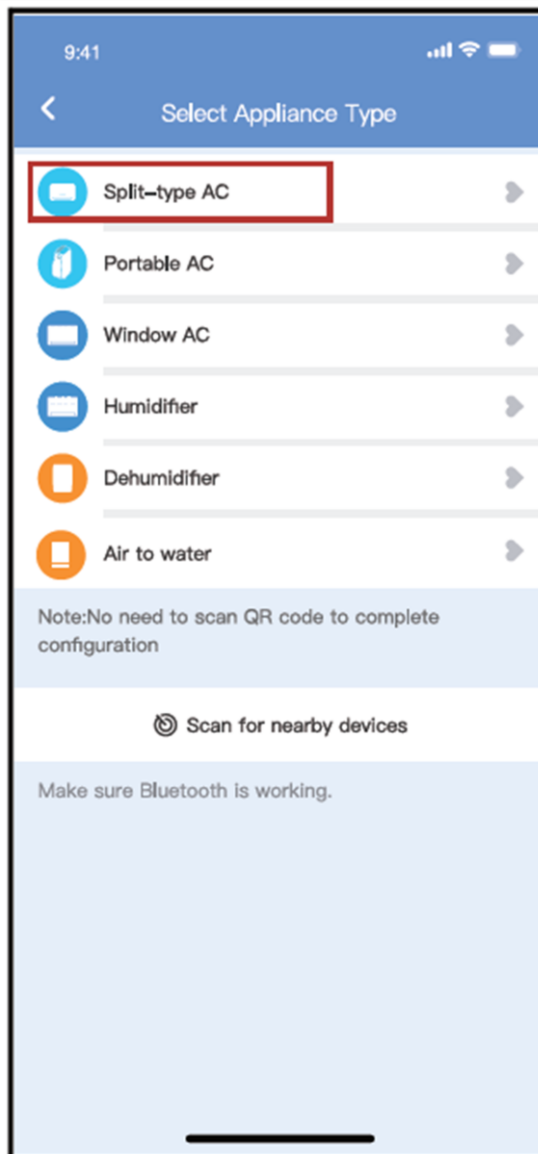 9:41
Select Appliance Type
Split-type AC
Portable AC
Window AC
Humidifier
Dehumidifier
Air to water
Note:No need to scan QR code to complete
configuration
Scan for nearby devices
Make sure Bluetooth is working.